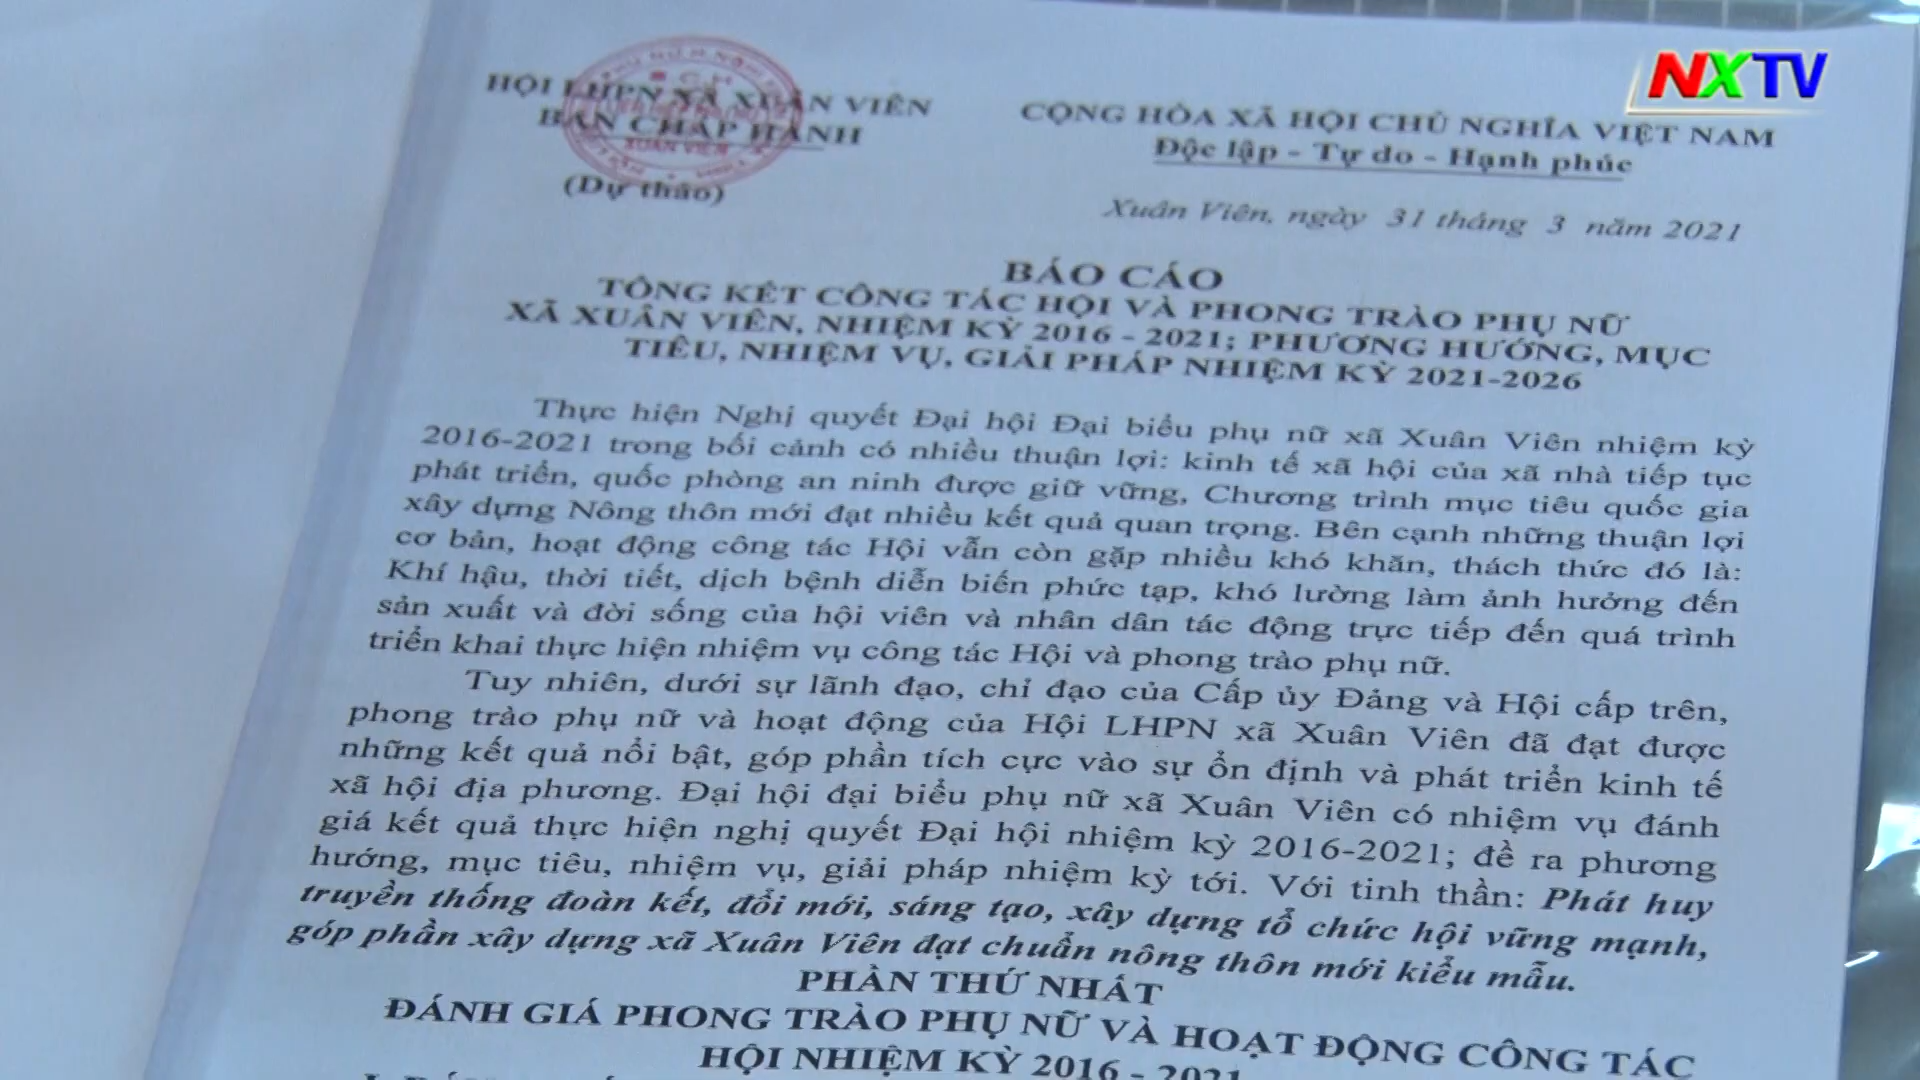 NXTV
HỘI LHPN XÃ XUÂN VIÊN
BAN CHẤP HÀNH
XUÂN VIÊN
(Dự thảo)
CỘNG HÒA XÃ HỘI CHỦ NGHĨA VIỆT NAM
Độc lập - Tự do - Hạnh phúc
Xuân Viên, ngày 31 tháng 3 năm 2021
BÁO CÁO
TỔNG KẾT CÔNG TÁC HỘI VÀ PHONG TRÀO PHỤ NỮ
XÃ XUÂN VIÊN, NHIỆM KỲ 2016 - 2021; PHƯƠNG HƯỚNG, MỤC
TIÊU, NHIỆM VỤ, GIẢI PHÁP NHIỆM KỲ 2021-2026
Thực hiện Nghị quyết Đại hội Đại biểu phụ nữ xã Xuân Viên nhiệm kỳ
2016-2021 trong bối cảnh có nhiều thuận lợi: kinh tế xã hội của xã nhà tiếp tục
phát triển, quốc phòng an ninh được giữ vững, Chương trình mục tiêu quốc gia
xây dựng Nông thôn mới đạt nhiều kết quả quan trọng. Bên cạnh những thuận lợi
cơ bản, hoạt động công tác Hội vẫn còn gặp nhiều khó khăn, thách thức đó là:
Khí hậu, thời tiết, dịch bệnh diễn biến phức tạp, khó lường làm ảnh hưởng đến
sản xuất và đời sống của hội viên và nhân dân tác động trực tiếp đến quá trình
triển khai thực hiện nhiệm vụ công tác Hội và phong trào phụ nữ.
Tuy nhiên, dưới sự lãnh đạo, chỉ đạo của Cấp ủy Đảng và Hội cấp trên,
phong trào phụ nữ và hoạt động của Hội LHPN xã Xuân Viên đã đạt được
những kết quả nổi bật, góp phần tích cực vào sự ổn định và phát triển kinh tế
xã hội địa phương. Đại hội đại biểu phụ nữ xã Xuân Viên có nhiệm vụ đánh
giá kết quả thực hiện nghị quyết Đại hội nhiệm kỳ 2016-2021; đề ra phương
hướng, mục tiêu, nhiệm vụ, giải pháp nhiệm kỳ tới. Với tinh thần: Phát huy
truyền thống đoàn kết, đổi mới, sáng tạo, xây dựng tổ chức hội vững mạnh,
góp phần xây dựng xã Xuân Viên đạt chuẩn nông thôn mới kiểu mẫu.
PHẦN THỨ NHẤT
ĐÁNH GIÁ PHONG TRÀO PHỤ NỮ VÀ HOẠT ĐỘNG CÔNG TÁC
HỘI NHIỆM KỲ 2016 - 2021